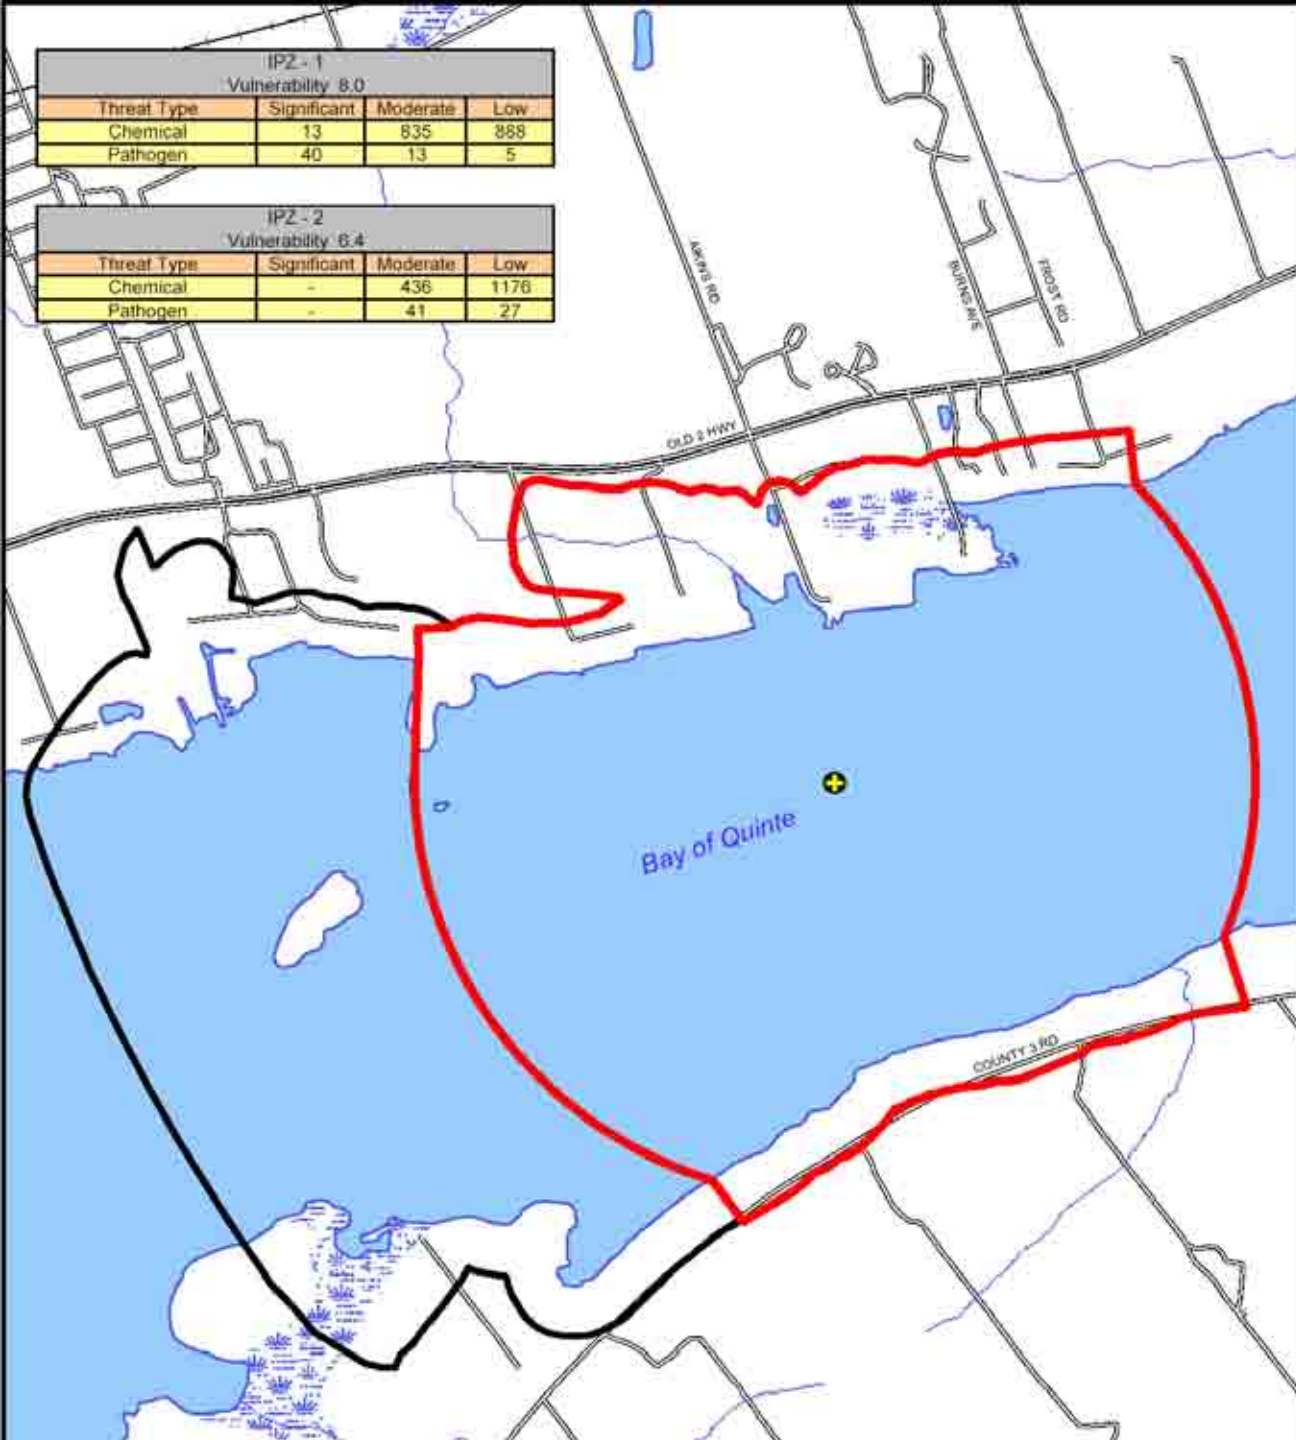 IPZ - 1
Vulnerability 8.0
Threat Type Significant Moderate Low
Chemical 13 835 888
Pathogen 40 13 5
IPZ - 2
Vulnerability 6.4
Threat Type Significant Moderate Low
Chemical - 436 1176
Pathogen - 41 27
AIKINS RD
BURNS AVE
FROST RD
OLD 2 HWY
Bay of Quinte
COUNTY 3 RD